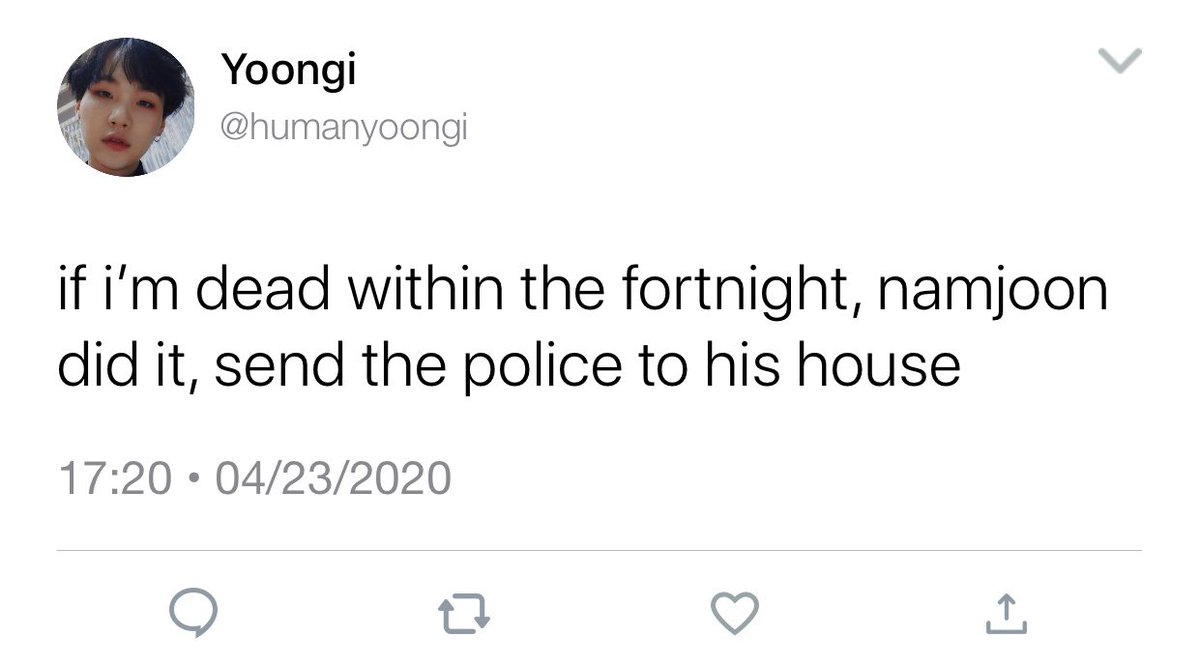 Yoongi
@humanyoongi
if i’m dead within the fortnight, namjoon
did it, send the police to his house
17:20 • 04/23/2020